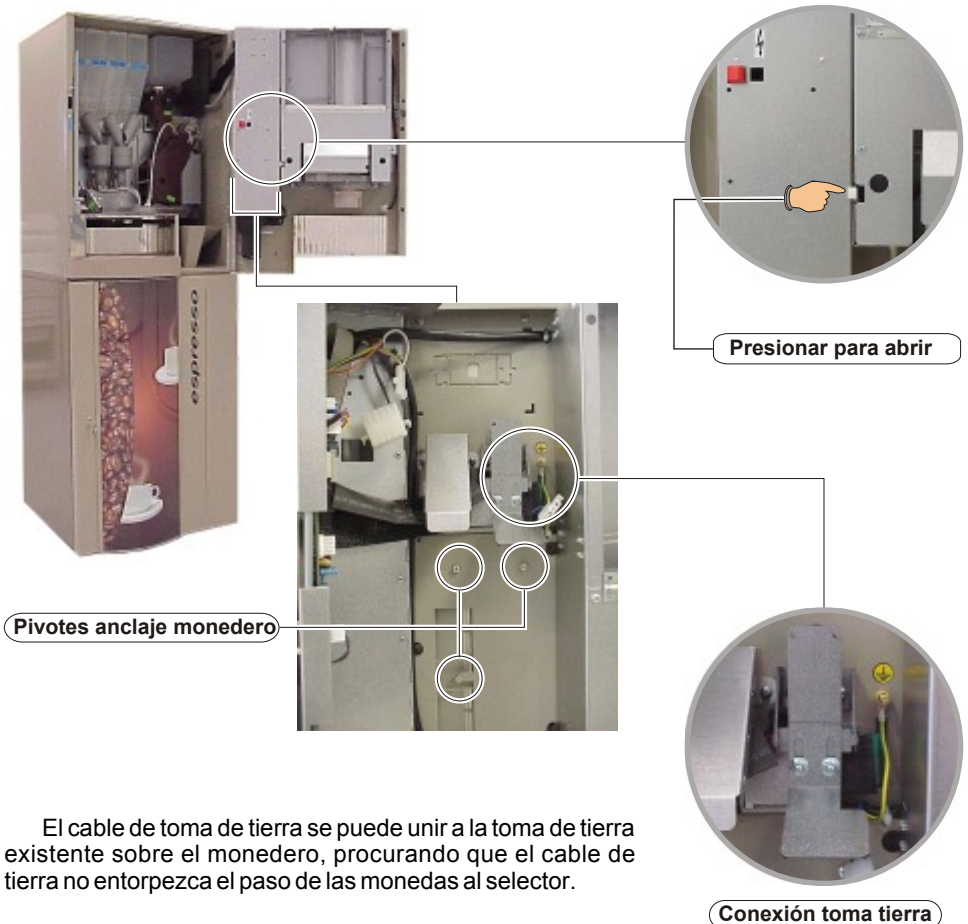 espresso
Presionar para abrir
Pivotes anclaje monedero
El cable de toma de tierra se puede unir a la toma de tierra
existente sobre el monedero, procurando que el cable de
tierra no entorpezca el paso de las monedas al selector.
Conexión toma tierra